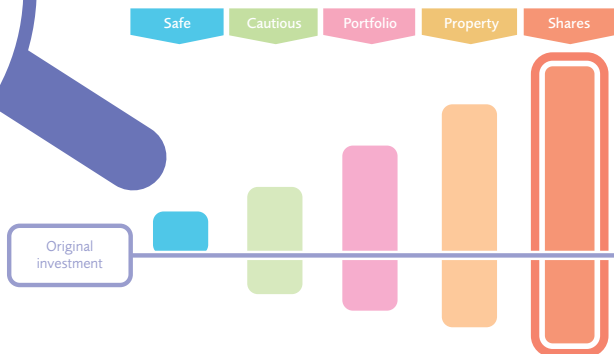 Safe
Cautious
Portfolio
Property
Shares
Original
investment